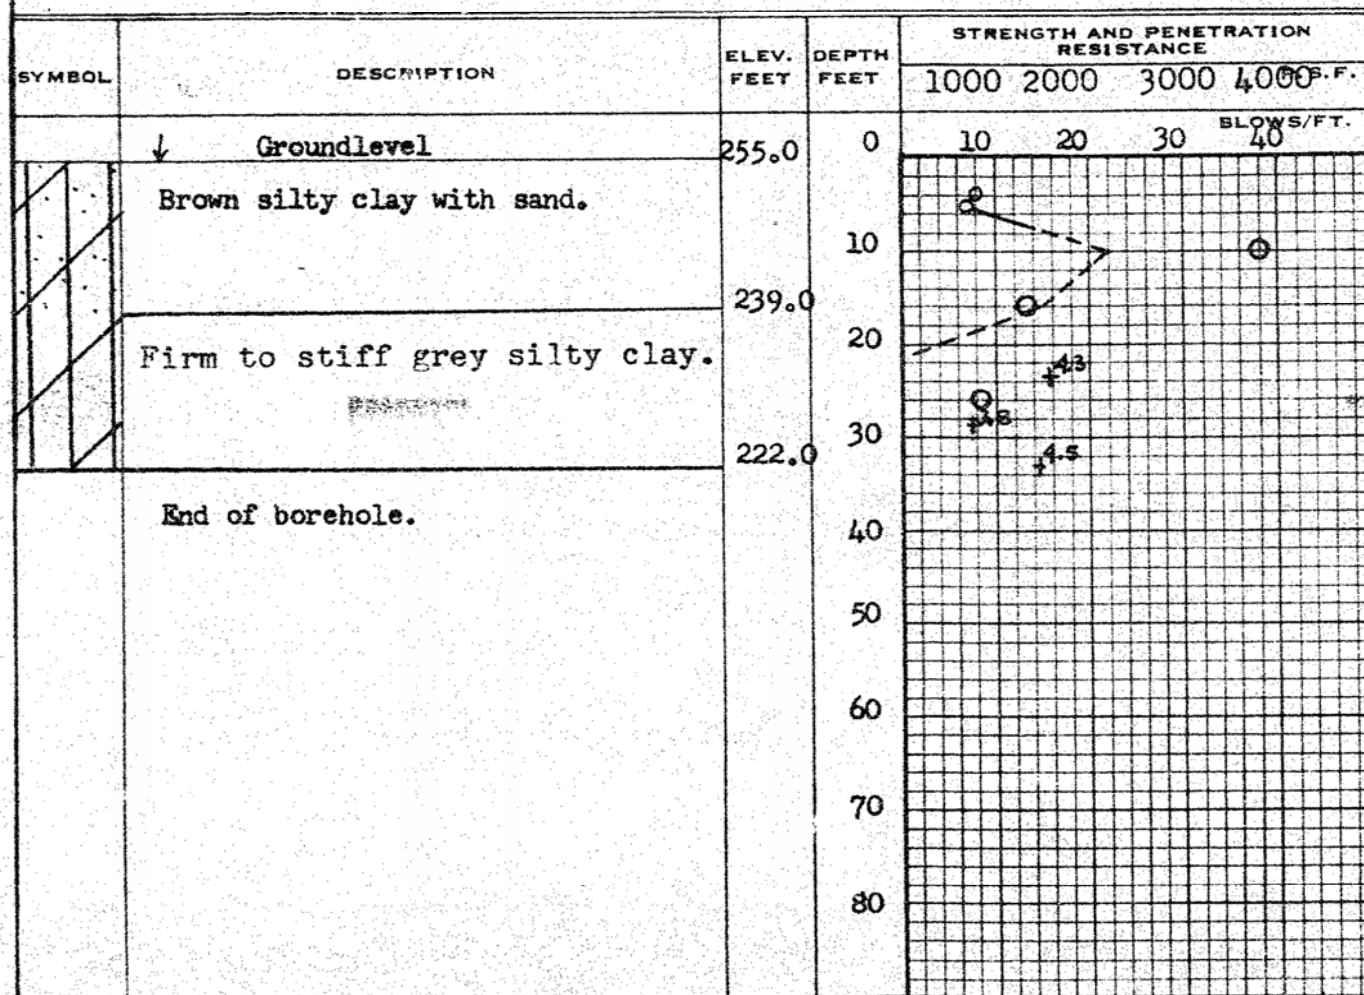 SYMBOL
DESCRIPTION
ELEV. FEET
DEPTH FEET
STRENGTH AND PENETRATION RESISTANCE
1000 2000 3000 4000 P.S.F.
BLOWS/FT.
10 20 30 40
Groundlevel
255.0
0
Brown silty clay with sand.
10
239.0
20
Firm to stiff grey silty clay.
4.3
30
4.5
222.0
End of borehole.
40
50
60
70
80